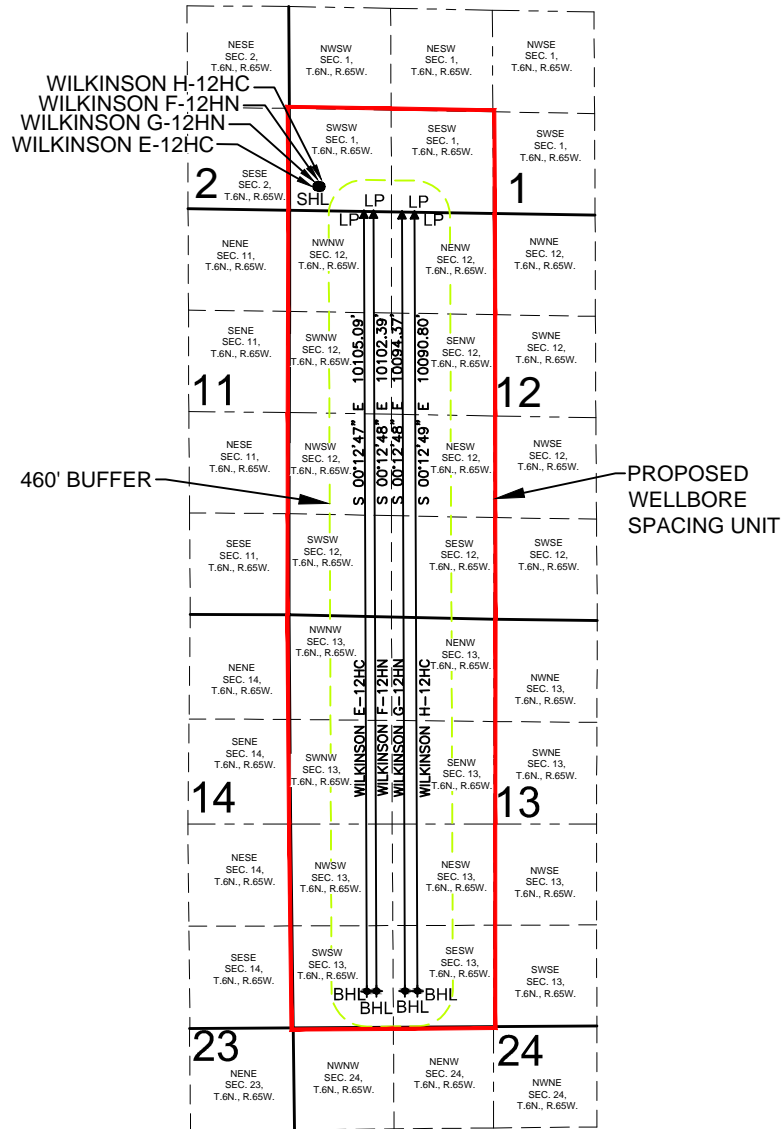 NESE
SEC. 2,
T.6N., R.65W.
NWSW
SEC. 1,
T.6N., R.65W.
NESW
SEC. 1,
T.6N., R.65W.
NWSE
SEC. 1,
T.6N., R.65W.
WILKINSON H-12HC
WILKINSON F-12HN
WILKINSON G-12HN
WILKINSON E-12HC
SWSW
SEC. 1,
T.6N., R.65W.
SESW
SEC. 1,
T.6N., R.65W.
SWSE
SEC. 1,
T.6N., R.65W.
SESE
SEC. 2,
T.6N., R.65W.
2
1
SHL
LP
LP
LP
LP
NENE
SEC. 11,
T.6N., R.65W.
NWNW
SEC. 12,
T.6N., R.65W.
NENW
SEC. 12,
T.6N., R.65W.
NWNE
SEC. 12,
T.6N., R.65W.
SENE
SEC. 11,
T.6N., R.65W.
SWNW
SEC. 12,
T.6N., R.65W.
SENW
SEC. 12,
T.6N., R.65W.
SWNE
SEC. 12,
T.6N., R.65W.
11
12
S 00°12'47" E 10105.09'
S 00°12'48" E 10102.39'
S 00°12'48" E 10094.37'
S 00°12'49" E 10090.80'
NESE
SEC. 11,
T.6N., R.65W.
NWSW
SEC. 12,
T.6N., R.65W.
NESW
SEC. 12,
T.6N., R.65W.
NWSE
SEC. 12,
T.6N., R.65W.
460' BUFFER
PROPOSED
WELLBORE
SPACING UNIT
SESE
SEC. 11,
T.6N., R.65W.
SWSW
SEC. 12,
T.6N., R.65W.
SESW
SEC. 12,
T.6N., R.65W.
SWSE
SEC. 12,
T.6N., R.65W.
NENE
SEC. 14,
T.6N., R.65W.
NWNW
SEC. 13,
T.6N., R.65W.
NENW
SEC. 13,
T.6N., R.65W.
NWNE
SEC. 13,
T.6N., R.65W.
WILKINSON E-12HC
WILKINSON F-12HN
WILKINSON G-12HN
WILKINSON H-12HC
SENE
SEC. 14,
T.6N., R.65W.
SWNW
SEC. 13,
T.6N., R.65W.
SENW
SEC. 13,
T.6N., R.65W.
SWNE
SEC. 13,
T.6N., R.65W.
14
13
NESE
SEC. 14,
T.6N., R.65W.
NWSW
SEC. 13,
T.6N., R.65W.
NESW
SEC. 13,
T.6N., R.65W.
NWSE
SEC. 13,
T.6N., R.65W.
SESE
SEC. 14,
T.6N., R.65W.
SWSW
SEC. 13,
T.6N., R.65W.
SESW
SEC. 13,
T.6N., R.65W.
SWSE
SEC. 13,
T.6N., R.65W.
BHL
BHL
BHL
BHL
23
24
NENE
SEC. 23,
T.6N., R.65W.
NWNW
SEC. 24,
T.6N., R.65W.
NENW
SEC. 24,
T.6N., R.65W.
NWNE
SEC. 24,
T.6N., R.65W.